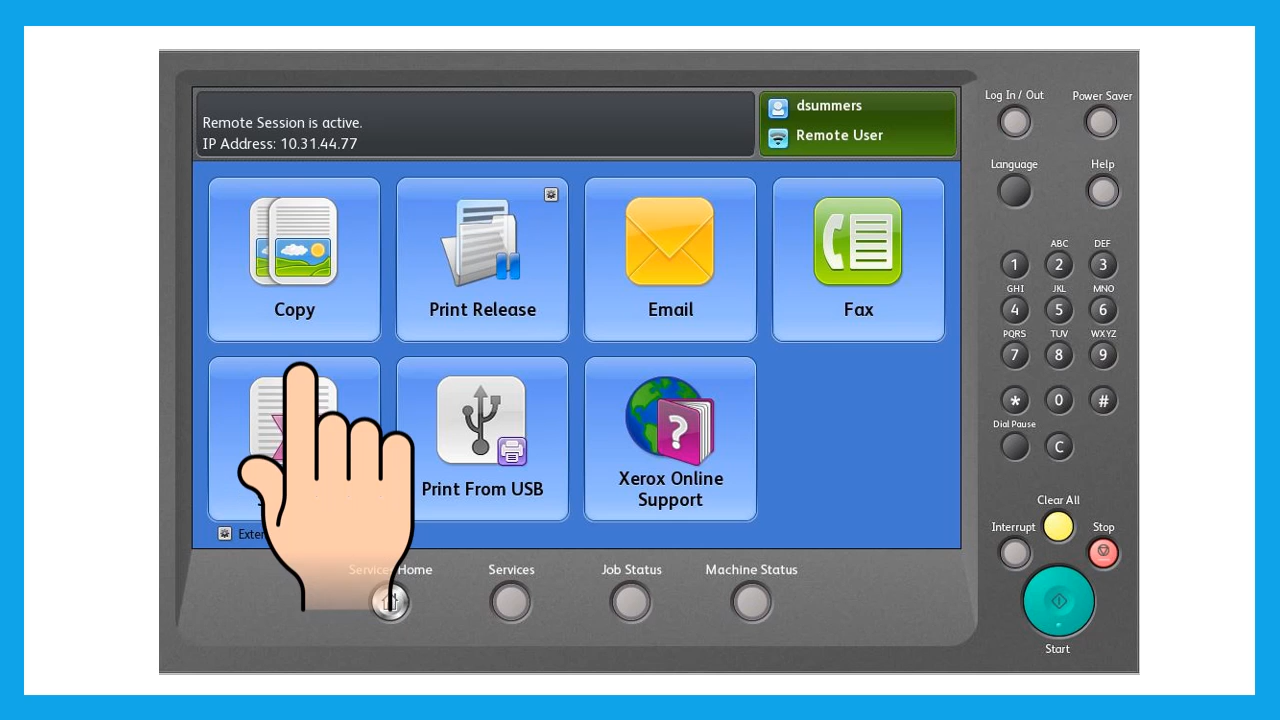 Remote Session is active.
IP Address: 10.31.44.77
dsummers
Remote User
Copy
Print Release
Email
Fax
Print From USB
Xerox Online
Support
Services Home
Services
Job Status
Machine Status
Log In / Out
Power Saver
Language
Help
ABC
DEF
1
2
3
GHI
JKL
MNO
4
5
6
PQRS
TUV
WXYZ
7
8
9
*
0
#
Dial Pause
C
Clear All
Interrupt
Stop
Start